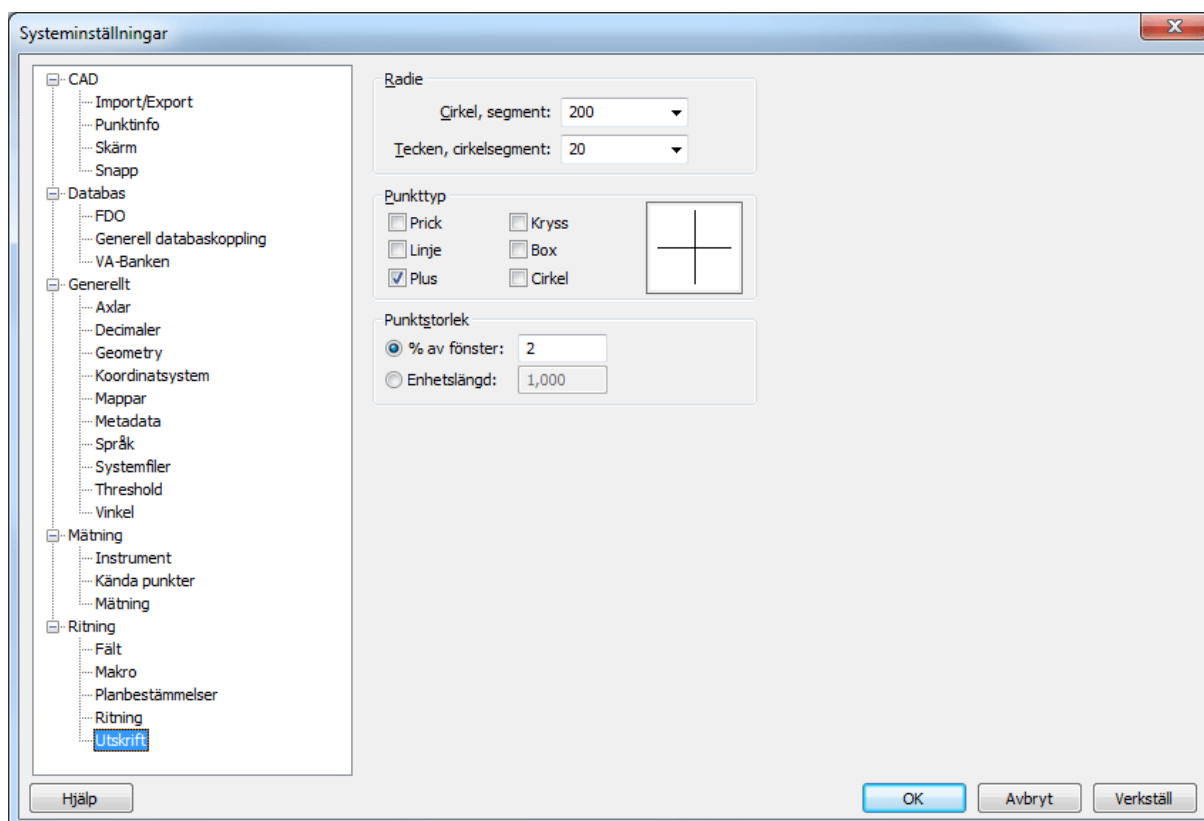 Systeminställningar
CAD
Import/Export
Punktinfo
Skärm
Snapp
Databas
FDO
Generell databaskoppling
VA-Banken
Generellt
Axlar
Decimaler
Geometry
Koordinatsystem
Mappar
Metadata
Språk
Systemfiler
Threshold
Vinkel
Mätning
Instrument
Kända punkter
Mätning
Ritning
Fält
Makro
Planbestämmelser
Ritning
Utskrift
Radie
Cirkel, segment: 200
Tecken, cirkelsegment: 20
Punkttyp
Prick Kryss
Linje Box
Plus Cirkel
Punktstorlek
% av fönster: 2
Enhetslängd: 1,000
Hjälp OK Avbryt Verkställ